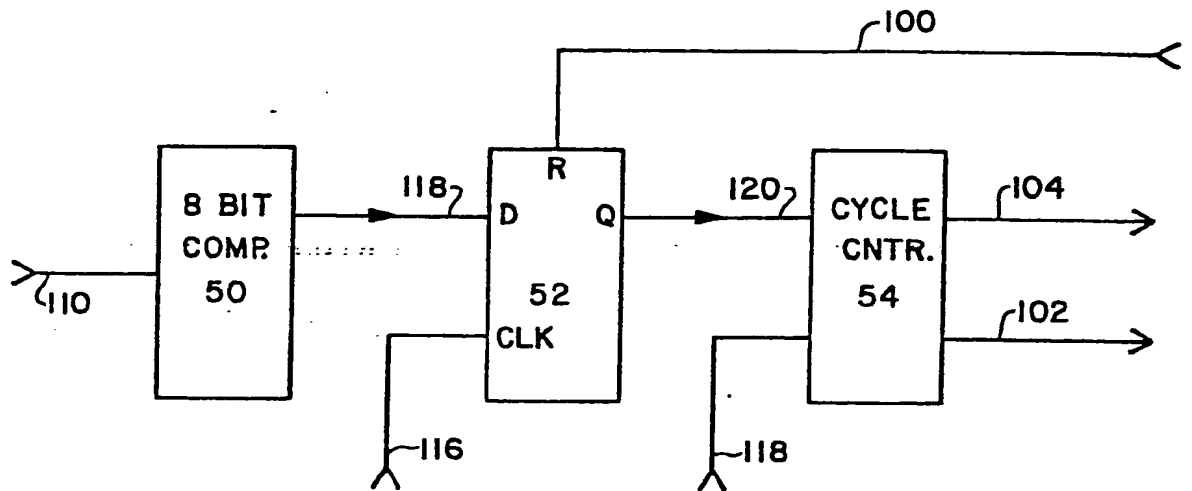 100
8 BIT
COMP.
50
110
118
R
D
Q
52
CLK
116
120
CYCLE
CNTR.
54
104
102
118